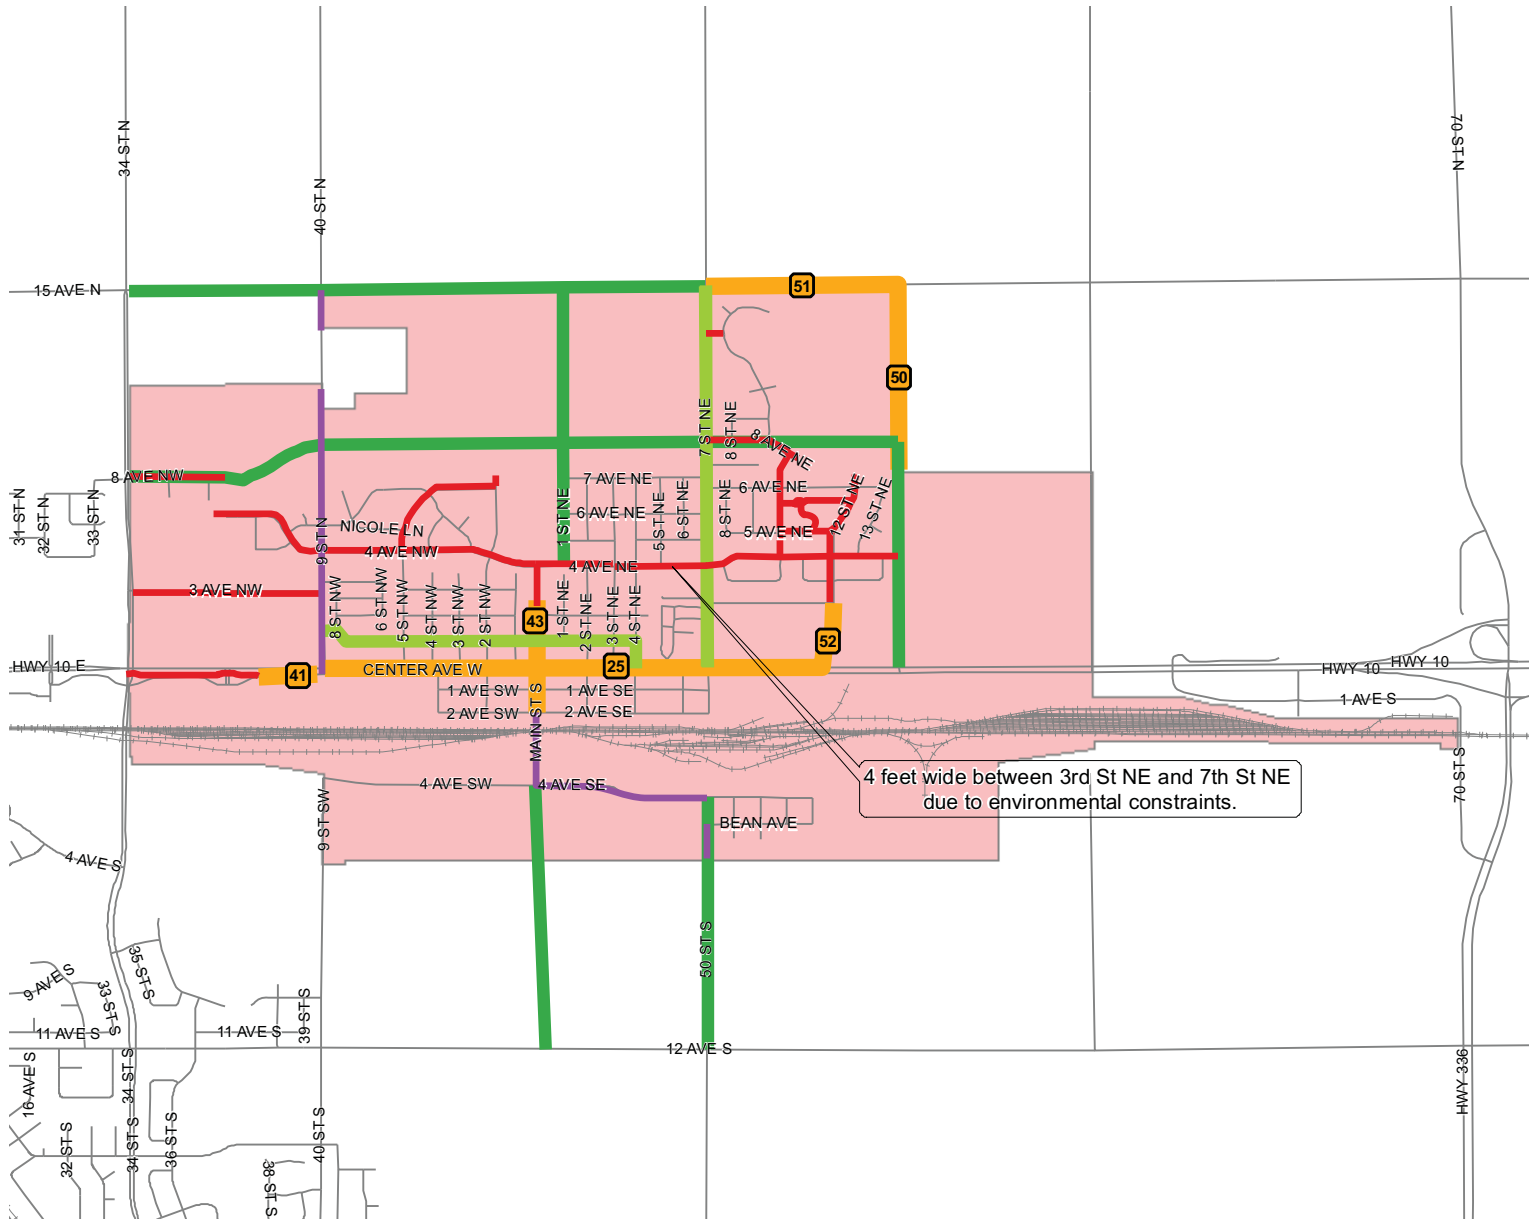 34 ST N
40 ST N
70 ST N
15 AVE N
51
50
7 ST NE
8 ST NE
8 AVE NE
8 AVE NW
7 AVE NE
6 AVE NE
31 ST N
32 ST N
33 ST N
9 ST N
NICOLE LN
1 ST NE
6 AVE NE
5 ST NE
6 ST NE
8 ST NE
12 ST NE
13 ST NE
5 AVE NE
4 AVE NW
4 AVE NE
3 AVE NW
8 ST NW
6 ST NW
5 ST NW
4 ST NW
3 ST NW
2 ST NW
43
1 ST NE
2 ST NE
3 ST NE
4 ST NE
52
HWY 10 E
41
CENTER AVE W
25
HWY 10
HWY 10
1 AVE SW
1 AVE SE
1 AVE S
2 AVE SW
2 AVE SE
MAIN ST S
4 feet wide between 3rd St NE and 7th St NE
due to environmental constraints.
4 AVE SW
4 AVE SE
70 ST S
9 ST SW
BEAN AVE
4 AVE S
50 ST S
35 ST S
9 AVE S
33 ST S
39 ST S
11 AVE S
11 AVE S
12 AVE S
16 AVE S
34 ST S
HWY 336
32 ST S
34 ST S
36 ST S
40 ST S
38 ST S